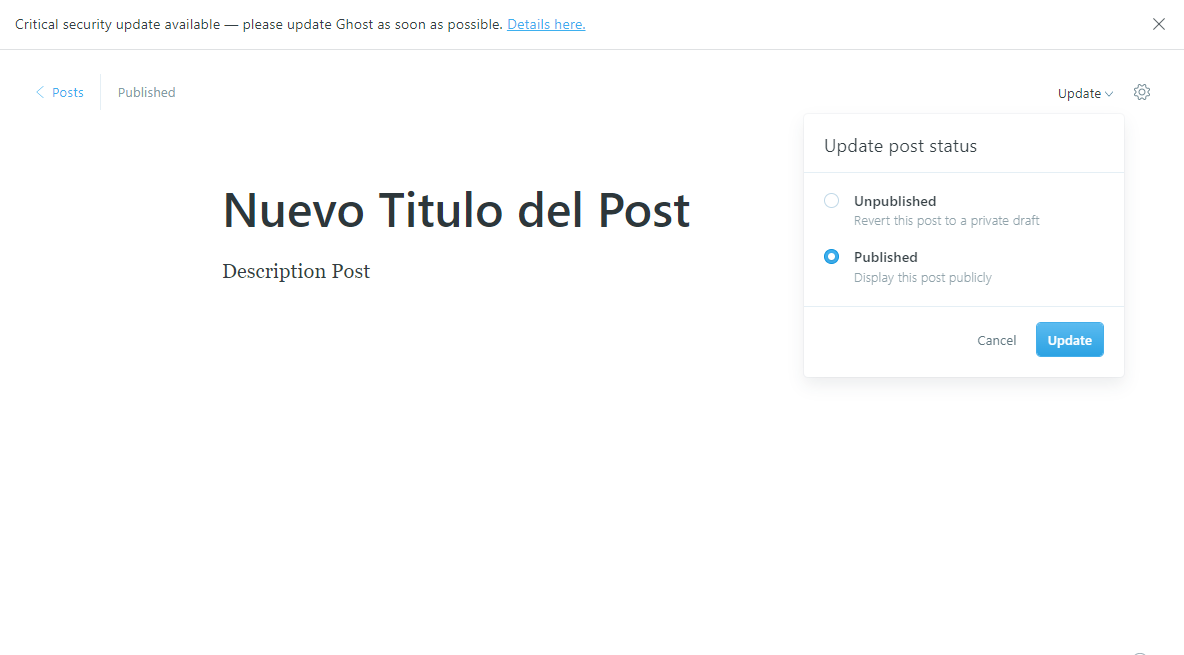 Critical security update available — please update Ghost as soon as possible. Details here.
Posts
Published
Update
Update post status
Unpublished
Revert this post to a private draft
Published
Display this post publicly
Cancel
Update
Nuevo Titulo del Post
Description Post